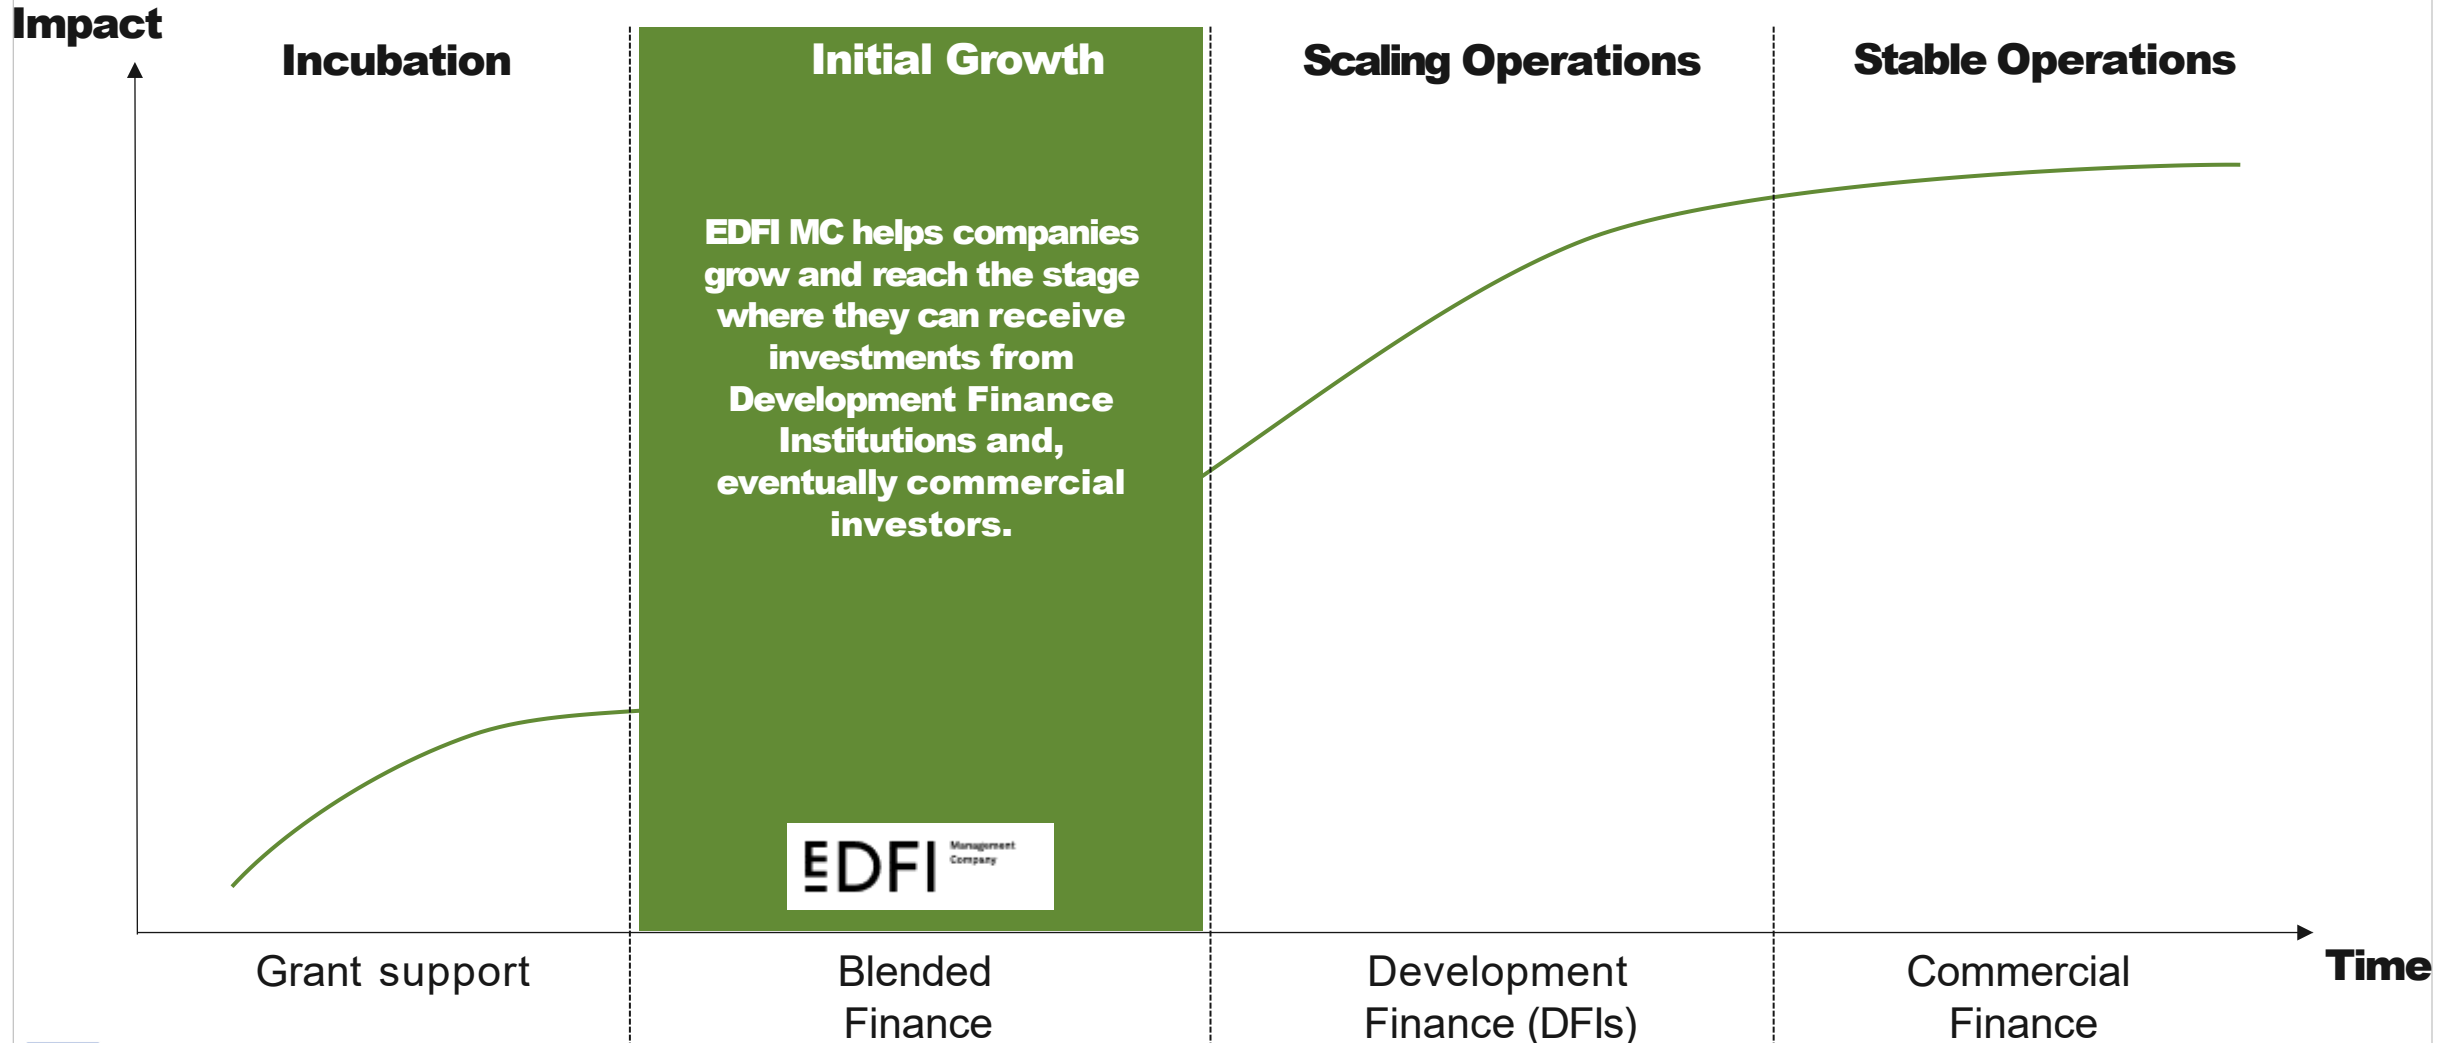 Impact
Incubation
Initial Growth
Scaling Operations
Stable Operations
EDFI MC helps companies
grow and reach the stage
where they can receive
investments from
Development Finance
Institutions and,
eventually commercial
investors.
EDFI Management
Company
Time
Grant support
Blended
Finance
Development
Finance (DFIs)
Commercial
Finance